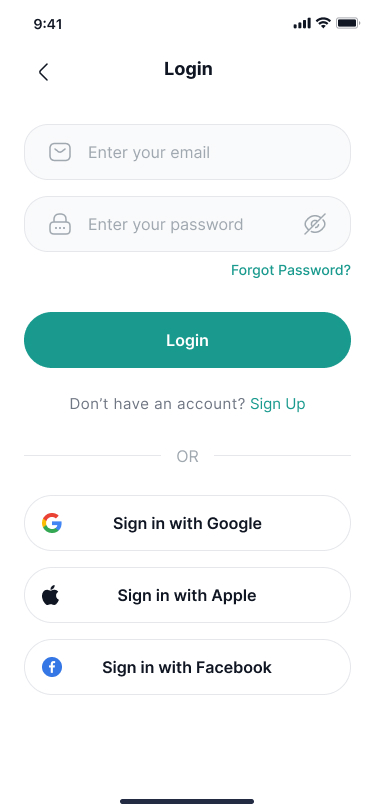 9:41
Login
Enter your email
Enter your password
Forgot Password?
Login
Don’t have an account? Sign Up
OR
Sign in with Google
Sign in with Apple
Sign in with Facebook